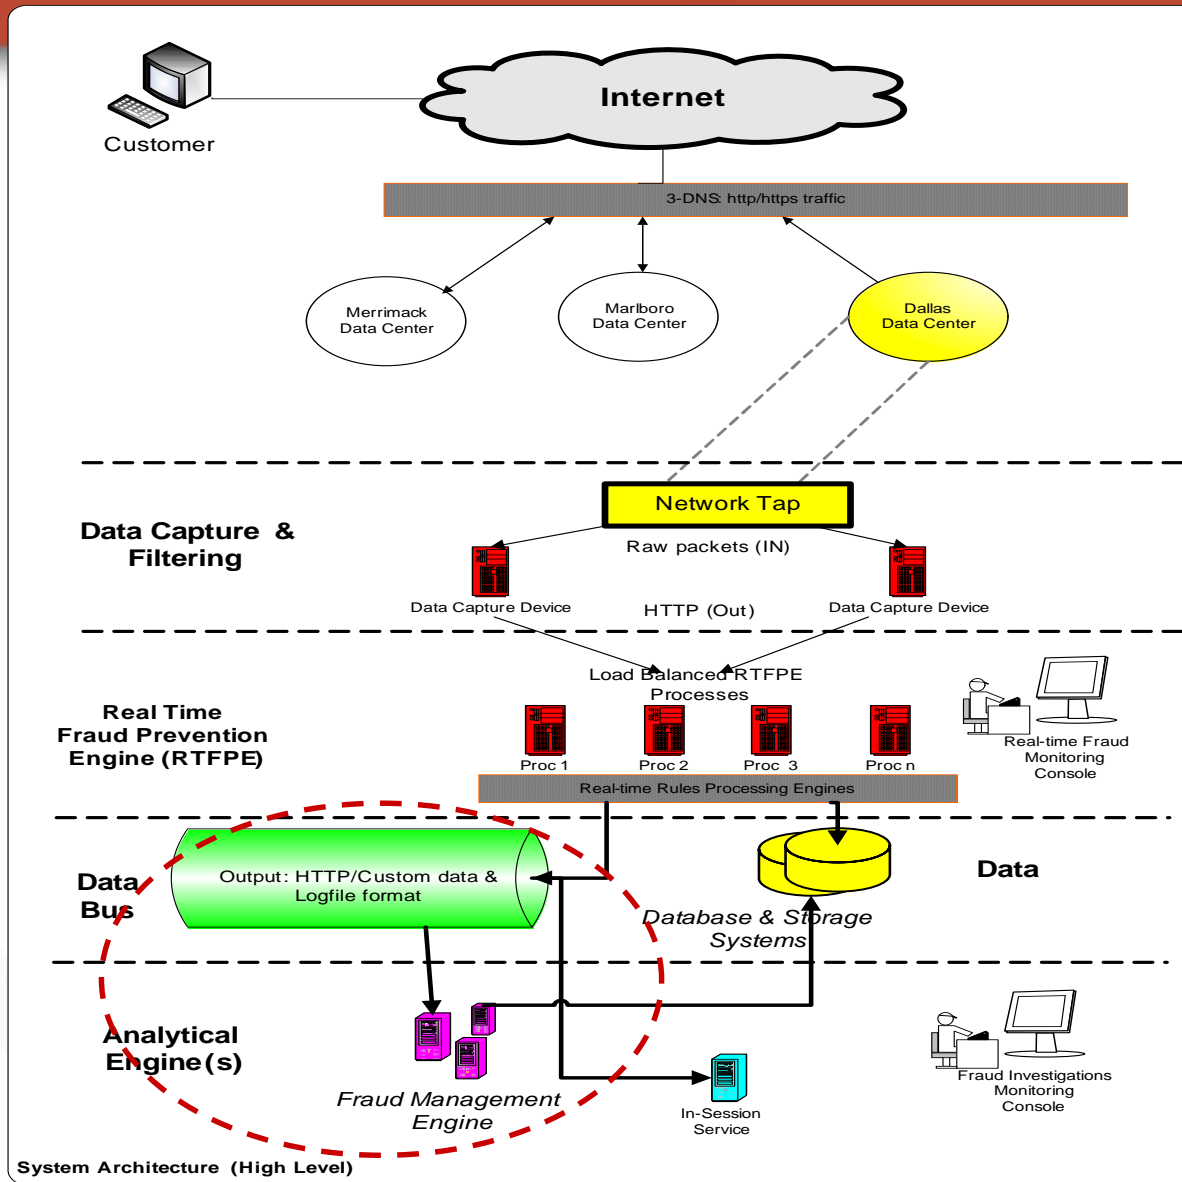 Internet
Customer
3-DNS: http/https traffic
Merrimack
Data Center
Marlboro
Data Center
Dallas
Data Center
Network Tap
Data Capture &
Filtering
Raw packets (IN)
Data Capture Device
HTTP (Out)
Data Capture Device
Load Balanced RTFPE
Processes
Real Time
Fraud Prevention
Engine (RTFPE)
Proc 1
Proc 2
Proc 3
Proc n
Real-time Fraud
Monitoring
Console
Real-time Rules Processing Engines
Data
Bus
Output: HTTP/Custom data &
Logfile format
Database & Storage
Systems
Data
Analytical
Engine(s)
Fraud Management
Engine
In-Session
Service
Fraud Investigations
Monitoring
Console
System Architecture (High Level)